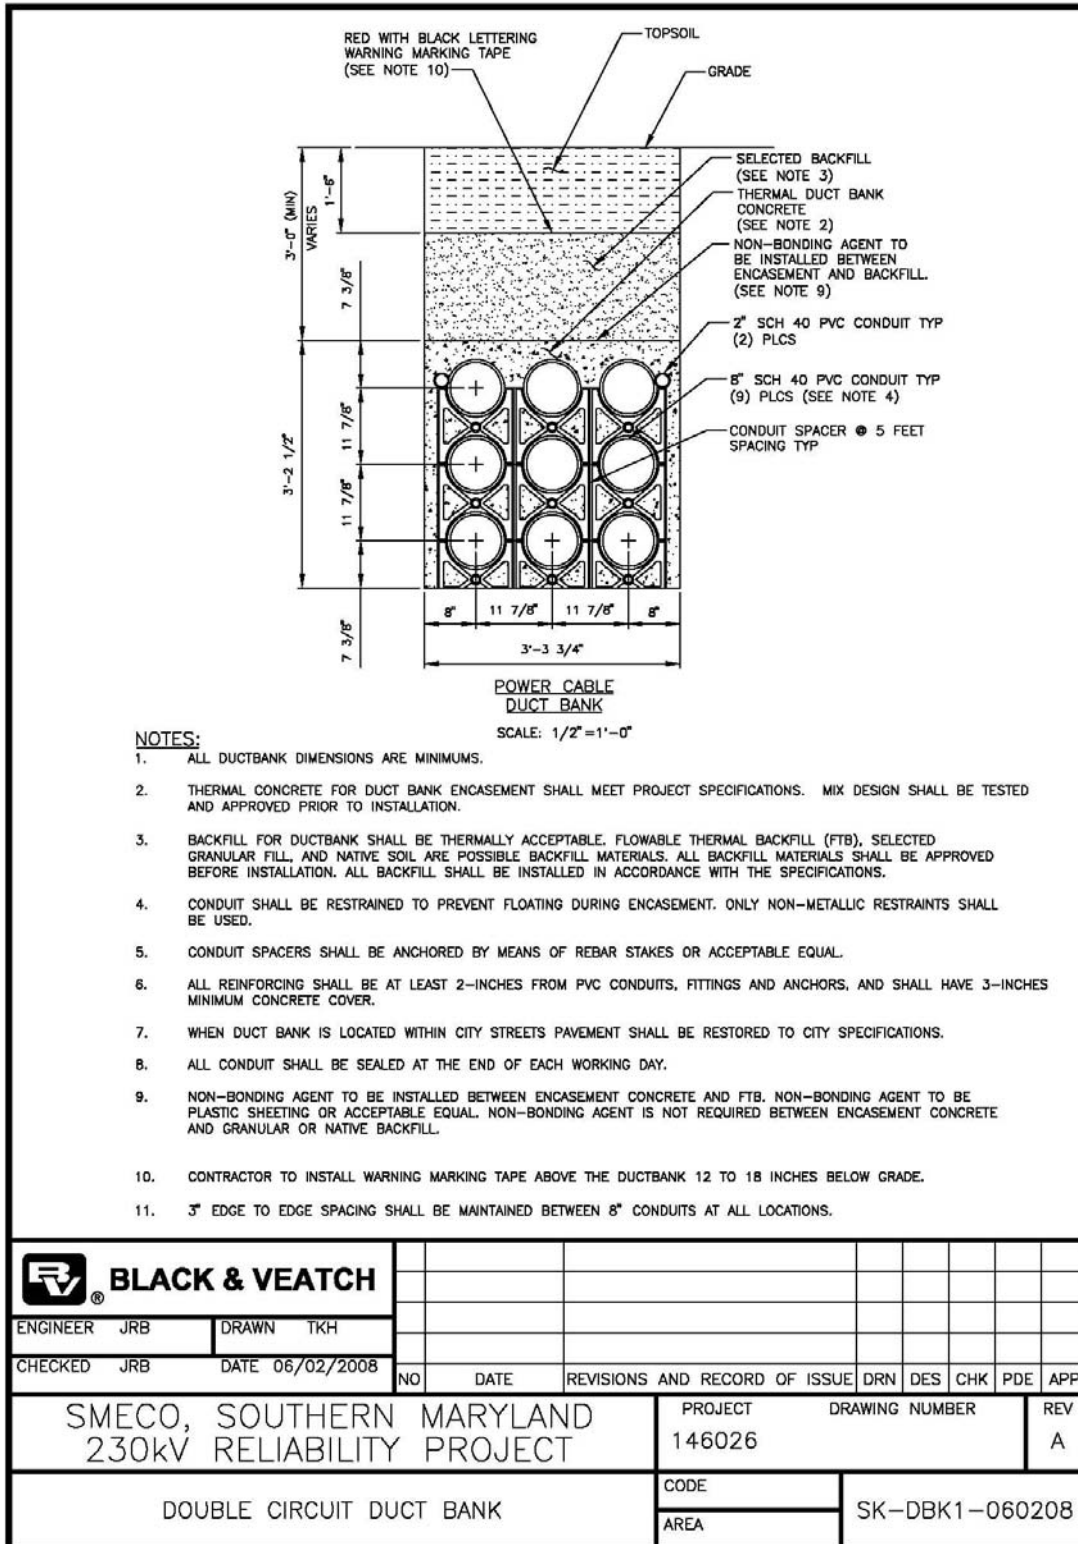 RED WITH BLACK LETTERING
WARNING MARKING TAPE
(SEE NOTE 10)
TOPSOIL
GRADE
SELECTED BACKFILL
(SEE NOTE 3)
THERMAL DUCT BANK
CONCRETE
(SEE NOTE 2)
NON-BONDING AGENT TO
BE INSTALLED BETWEEN
ENCASEMENT AND BACKFILL.
(SEE NOTE 9)
2" SCH 40 PVC CONDUIT TYP
(2) PLCS
8" SCH 40 PVC CONDUIT TYP
(9) PLCS (SEE NOTE 4)
CONDUIT SPACER @ 5 FEET
SPACING TYP
3'-0" (MIN)
VARIES
1'-6"
7 3/8"
3'-2 1/2"
11 7/8"
11 7/8"
7 3/8"
8"
11 7/8"
11 7/8"
8"
3'-3 3/4"
POWER CABLE
DUCT BANK
SCALE: 1/2"=1'-0"
NOTES:
1. ALL DUCTBANK DIMENSIONS ARE MINIMUMS.
2. THERMAL CONCRETE FOR DUCT BANK ENCASEMENT SHALL MEET PROJECT SPECIFICATIONS. MIX DESIGN SHALL BE TESTED
AND APPROVED PRIOR TO INSTALLATION.
3. BACKFILL FOR DUCTBANK SHALL BE THERMALLY ACCEPTABLE. FLOWABLE THERMAL BACKFILL (FTB), SELECTED
GRANULAR FILL, AND NATIVE SOIL ARE POSSIBLE BACKFILL MATERIALS. ALL BACKFILL MATERIALS SHALL BE APPROVED
BEFORE INSTALLATION. ALL BACKFILL SHALL BE INSTALLED IN ACCORDANCE WITH THE SPECIFICATIONS.
4. CONDUIT SHALL BE RESTRAINED TO PREVENT FLOATING DURING ENCASEMENT. ONLY NON-METALLIC RESTRAINTS SHALL
BE USED.
5. CONDUIT SPACERS SHALL BE ANCHORED BY MEANS OF REBAR STAKES OR ACCEPTABLE EQUAL.
6. ALL REINFORCING SHALL BE AT LEAST 2-INCHES FROM PVC CONDUITS, FITTINGS AND ANCHORS, AND SHALL HAVE 3-INCHES
MINIMUM CONCRETE COVER.
7. WHEN DUCT BANK IS LOCATED WITHIN CITY STREETS PAVEMENT SHALL BE RESTORED TO CITY SPECIFICATIONS.
8. ALL CONDUIT SHALL BE SEALED AT THE END OF EACH WORKING DAY.
9. NON-BONDING AGENT TO BE INSTALLED BETWEEN ENCASEMENT CONCRETE AND FTB. NON-BONDING AGENT TO BE
PLASTIC SHEETING OR ACCEPTABLE EQUAL. NON-BONDING AGENT IS NOT REQUIRED BETWEEN ENCASEMENT CONCRETE
AND GRANULAR OR NATIVE BACKFILL.
10. CONTRACTOR TO INSTALL WARNING MARKING TAPE ABOVE THE DUCTBANK 12 TO 18 INCHES BELOW GRADE.
11. 3" EDGE TO EDGE SPACING SHALL BE MAINTAINED BETWEEN 8" CONDUITS AT ALL LOCATIONS.
BV ® BLACK & VEATCH
ENGINEER JRB DRAWN TKH
CHECKED JRB DATE 06/02/2008
NO DATE REVISIONS AND RECORD OF ISSUE DRN DES CHK PDE APP
SMECO, SOUTHERN MARYLAND
230kV RELIABILITY PROJECT
PROJECT DRAWING NUMBER REV
146026 A
DOUBLE CIRCUIT DUCT BANK
CODE
AREA
SK-DBK1-060208